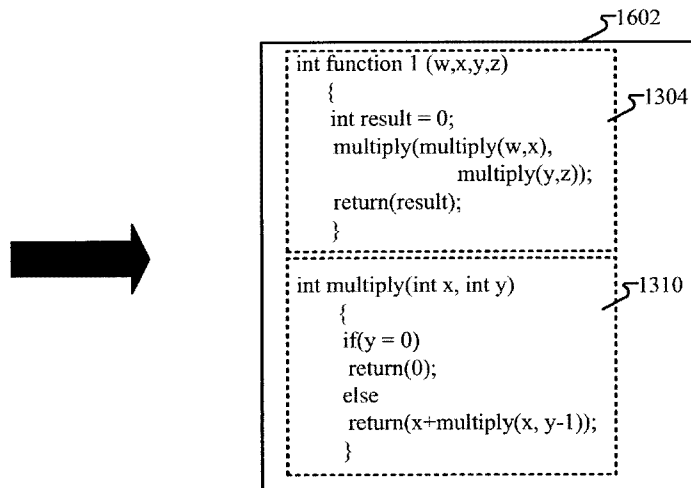 1602
int function 1 (w,x,y,z)
{
1304
int result = 0;
multiply(multiply(w,x),
multiply(y,z));
return(result);
}
int multiply(int x, int y)
1310
{
if(y = 0)
return(0);
else
return(x+multiply(x, y-1));
}